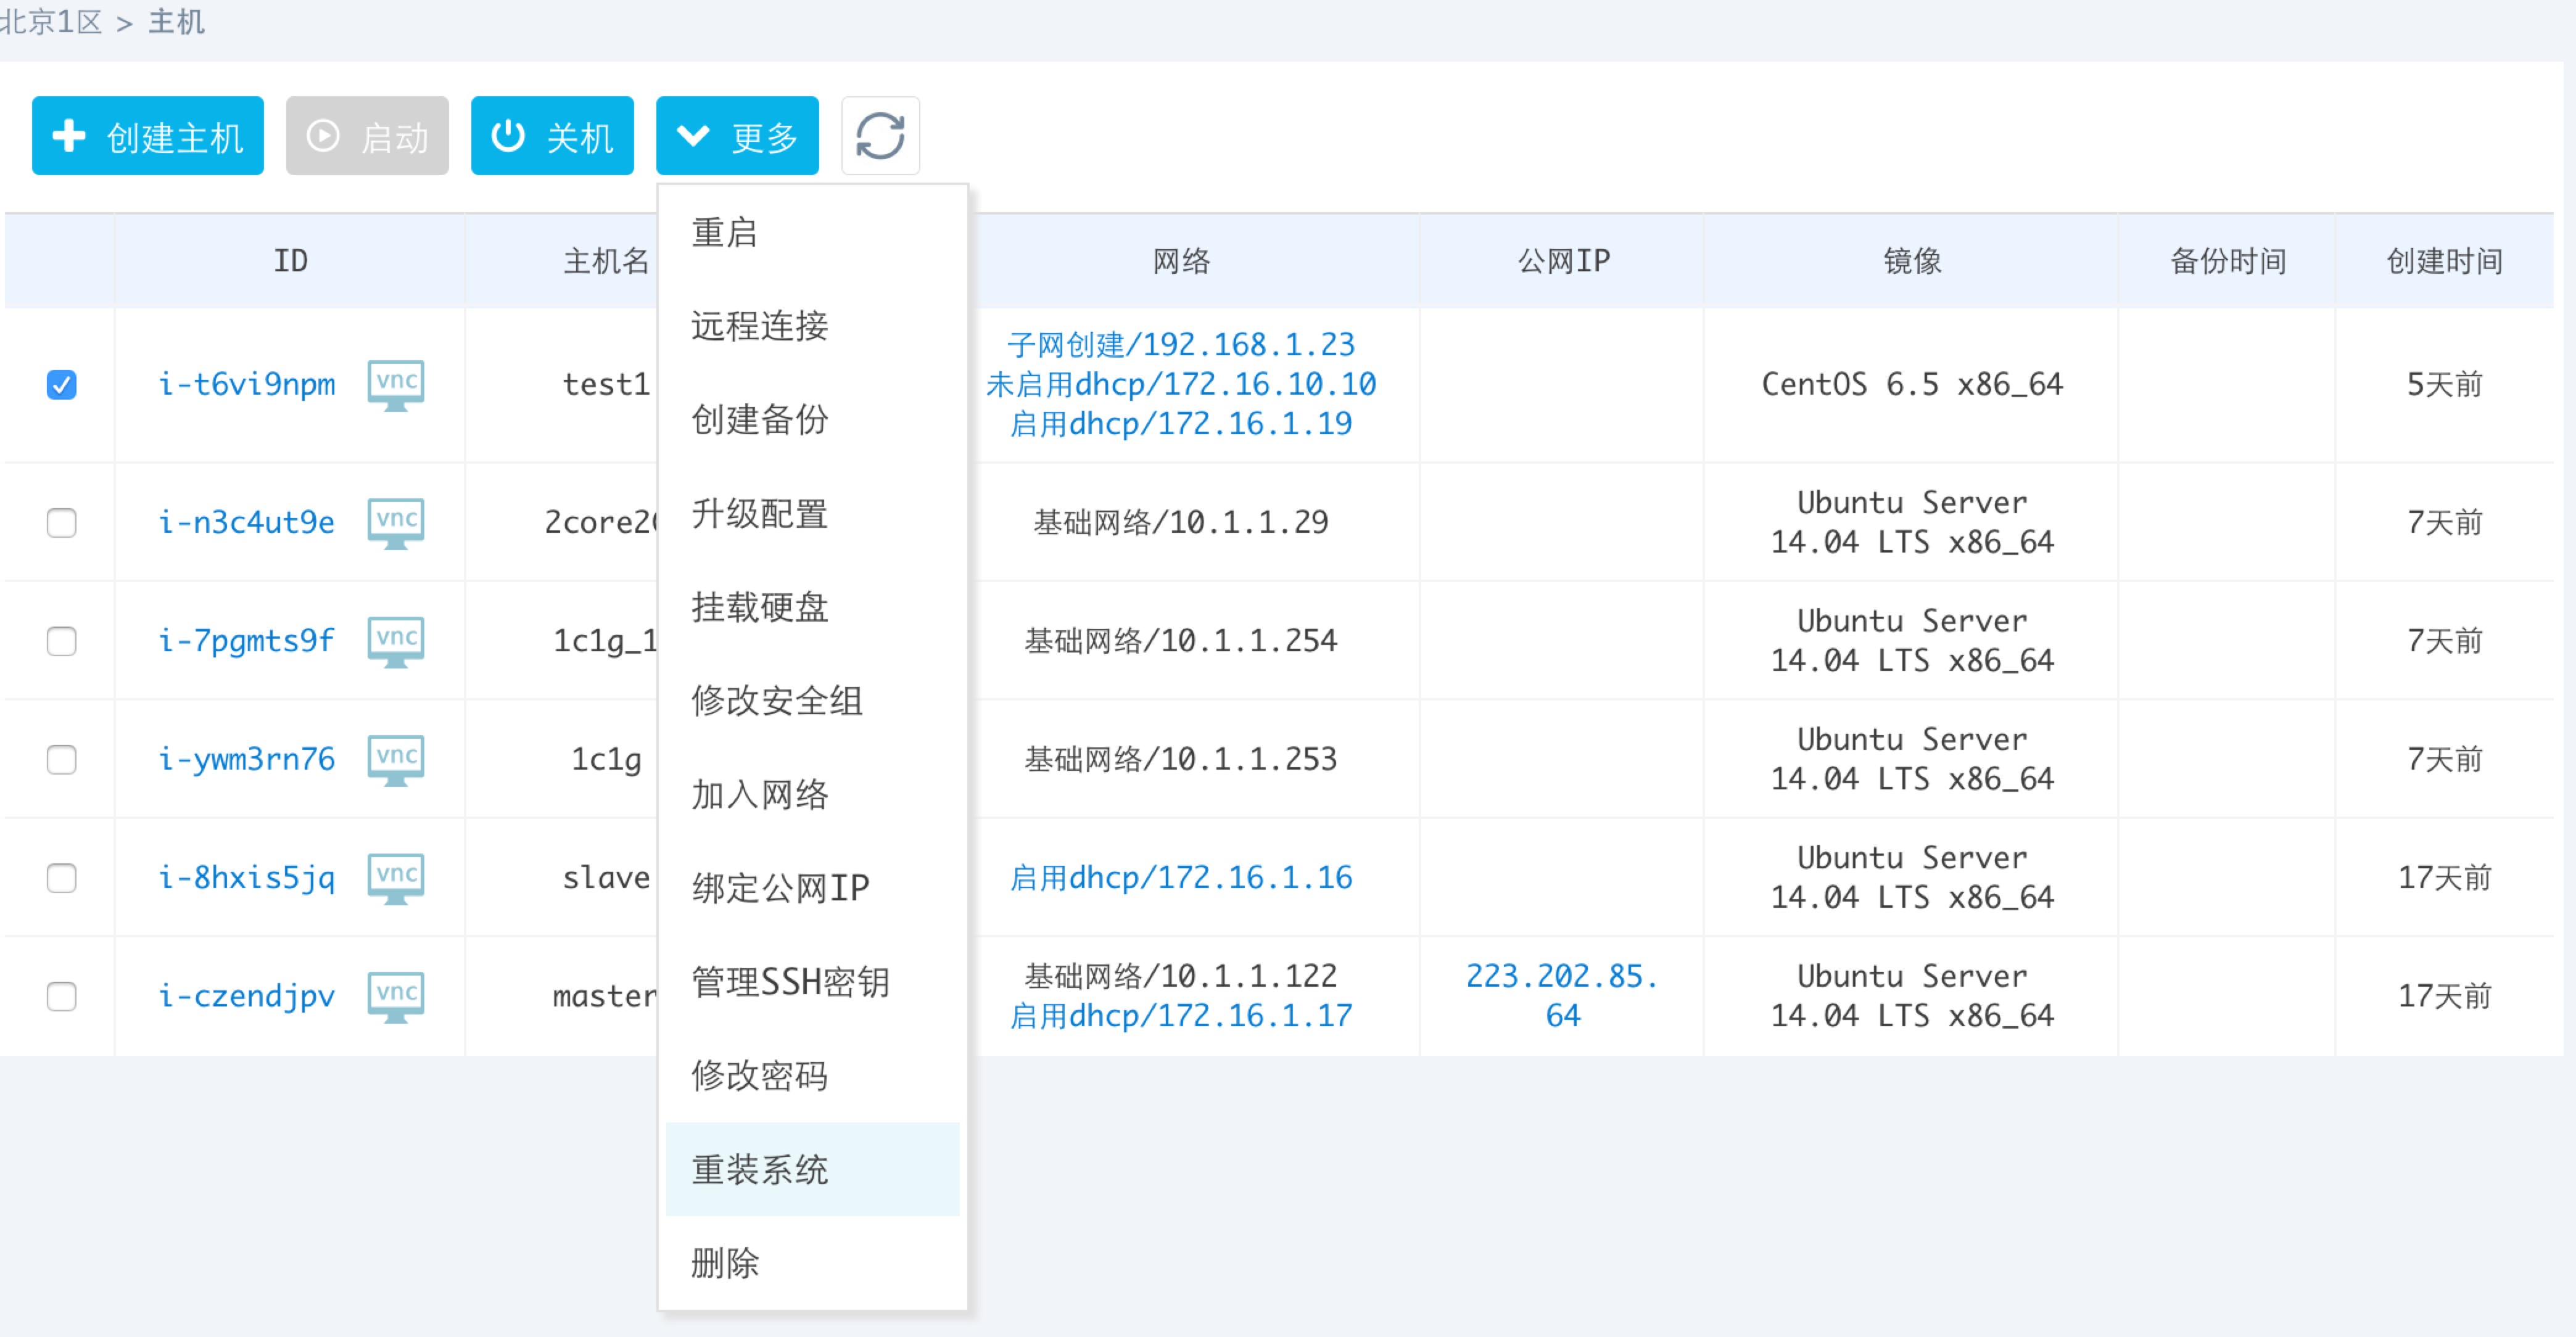 北京1区 > 主机
创建主机 启动 关机 更多
重启
远程连接
创建备份
升级配置
挂载硬盘
修改安全组
加入网络
绑定公网IP
管理SSH密钥
修改密码
重装系统
删除
ID 主机名 网络 公网IP 镜像 备份时间 创建时间
i-t6vi9npm vnc test1 子网创建/192.168.1.23 CentOS 6.5 x86_64 5天前
未启用dhcp/172.16.10.10
启用dhcp/172.16.1.19
i-n3c4ut9e vnc 2core2 基础网络/10.1.1.29 Ubuntu Server 7天前
14.04 LTS x86_64
i-7pgmts9f vnc 1c1g_1 基础网络/10.1.1.254 Ubuntu Server 7天前
14.04 LTS x86_64
i-ywm3rn76 vnc 1c1g 基础网络/10.1.1.253 Ubuntu Server 7天前
14.04 LTS x86_64
i-8hxis5jq vnc slave 启用dhcp/172.16.1.16 Ubuntu Server 17天前
14.04 LTS x86_64
i-czendjpv vnc master 基础网络/10.1.1.122 223.202.85. Ubuntu Server 17天前
启用dhcp/172.16.1.17 64 14.04 LTS x86_64